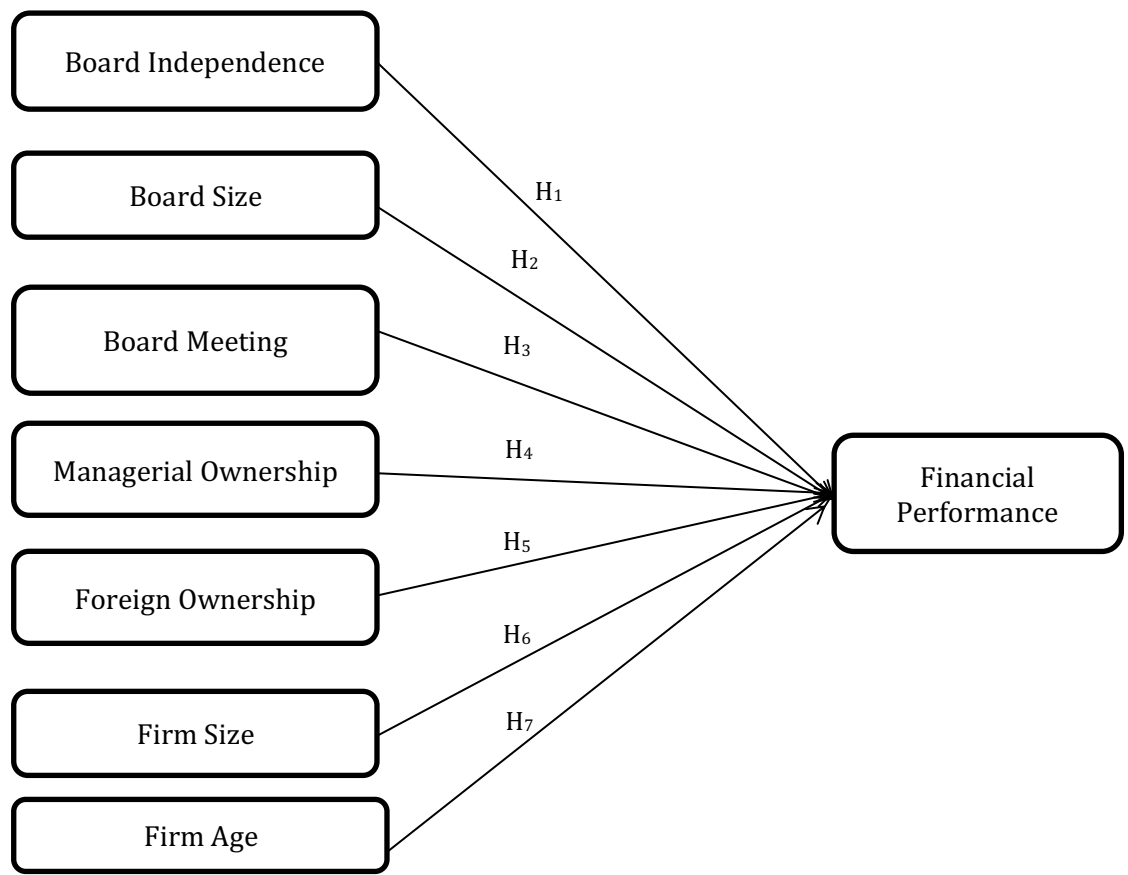 Board Independence
H1
Board Size
H2
Board Meeting
H3
Managerial Ownership
H4
Financial
Performance
Foreign Ownership
H5
H6
Firm Size
H7
Firm Age